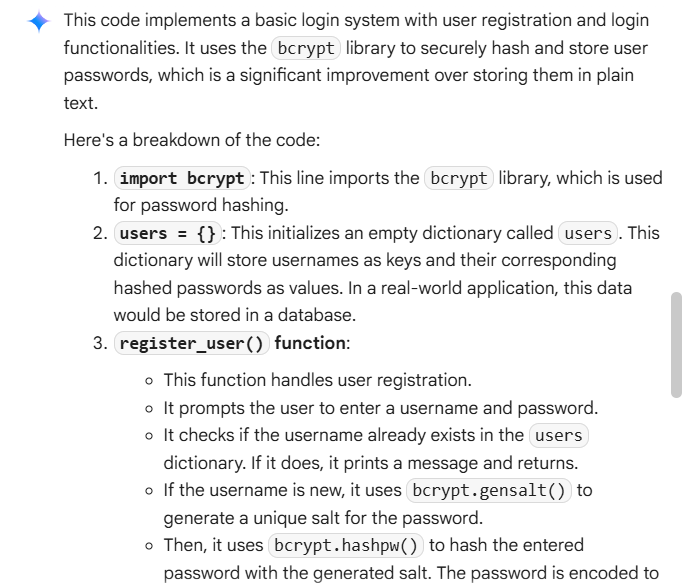 This code implements a basic login system with user registration and login
functionalities. It uses the bcrypt library to securely hash and store user
passwords, which is a significant improvement over storing them in plain
text.
Here's a breakdown of the code:
1. import bcrypt: This line imports the bcrypt library, which is used
for password hashing.
2. users = {}: This initializes an empty dictionary called users. This
dictionary will store usernames as keys and their corresponding
hashed passwords as values. In a real-world application, this data
would be stored in a database.
3. register_user() function:
○ This function handles user registration.
○ It prompts the user to enter a username and password.
○ It checks if the username already exists in the users
dictionary. If it does, it prints a message and returns.
○ If the username is new, it uses bcrypt.gensalt() to
generate a unique salt for the password.
○ Then, it uses bcrypt.hashpw() to hash the entered
password with the generated salt. The password is encoded to